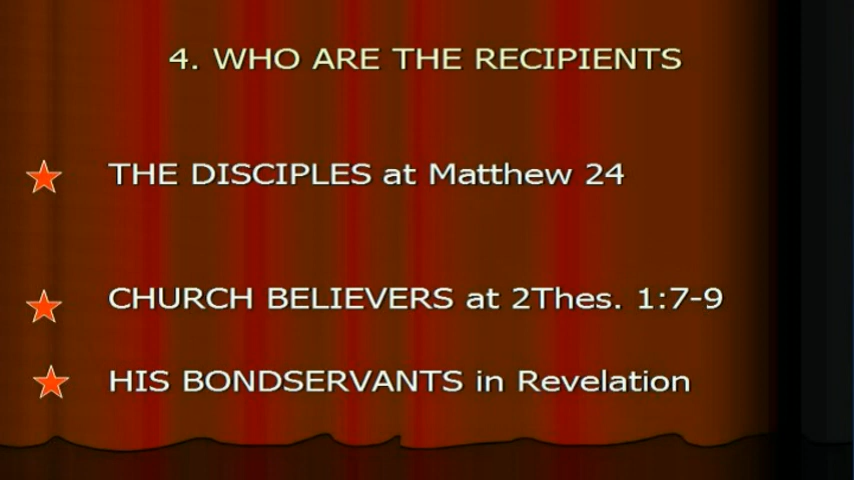 4. WHO ARE THE RECIPIENTS
THE DISCIPLES at Matthew 24
CHURCH BELIEVERS at 2Thes. 1:7-9
HIS BONDSERVANTS in Revelation